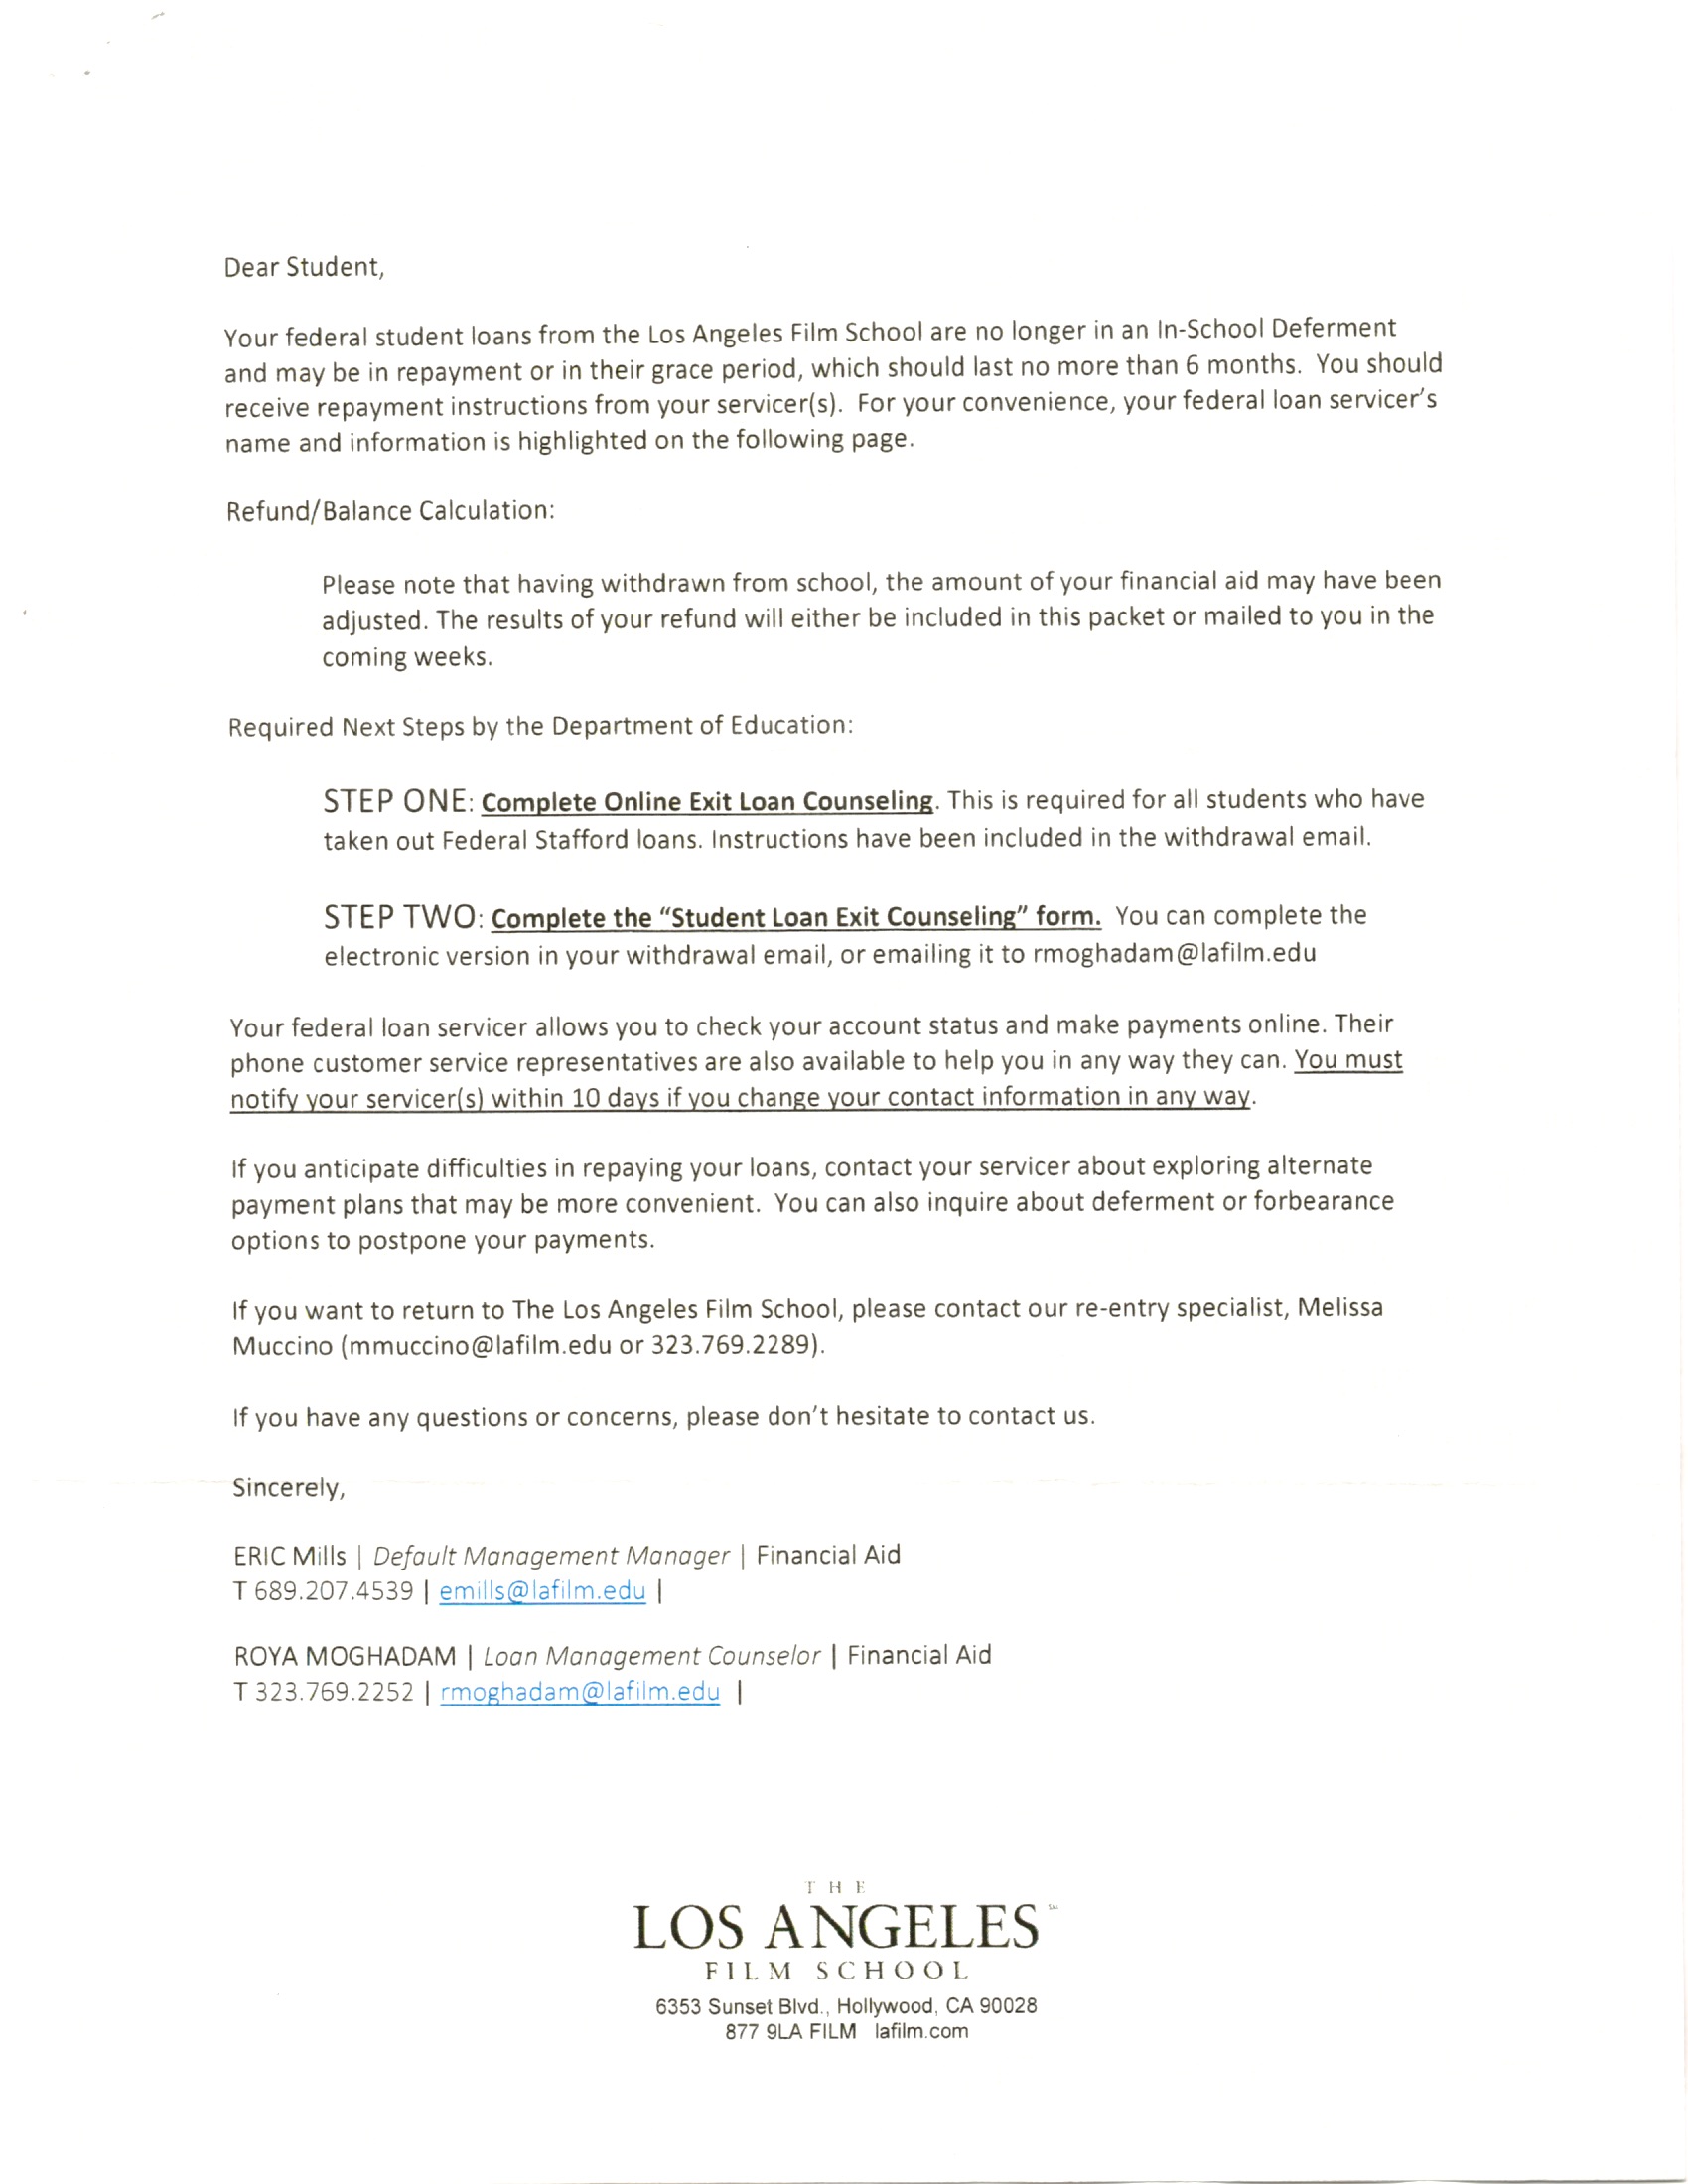 Dear Student,
Your federal student loans from the Los Angeles Film School are no longer in an In-School Deferment
and may be in repayment or in their grace period, which should last no more than 6 months.  You should
receive repayment instructions from your servicer(s).  For your convenience, your federal loan servicer's
name and information is highlighted on the following page.
Refund/Balance Calculation:
Please note that having withdrawn from school, the amount of your financial aid may have been
adjusted. The results of your refund will either be included in this packet or mailed to you in the
coming weeks.
Required Next Steps by the Department of Education:
STEP ONE: Complete Online Exit Loan Counseling. This is required for all students who have
taken out Federal Stafford loans. Instructions have been included in the withdrawal email.
STEP TWO: Complete the “Student Loan Exit Counseling” form.  You can complete the
electronic version in your withdrawal email, or emailing it to rmoghadam@lafilm.edu
Your federal loan servicer allows you to check your account status and make payments online. Their
phone customer service representatives are also available to help you in any way they can. You must
notify your servicer(s) within 10 days if you change your contact information in any way.
If you anticipate difficulties in repaying your loans, contact your servicer about exploring alternate
payment plans that may be more convenient.  You can also inquire about deferment or forbearance
options to postpone your payments.
If you want to return to The Los Angeles Film School, please contact our re-entry specialist, Melissa
Muccino (mmuccino@lafilm.edu or 323.769.2289).
If you have any questions or concerns, please don't hesitate to contact us.
Sincerely,
ERIC Mills | Default Management Manager | Financial Aid
T 689.207.4539 | emills@lafilm.edu |
ROYA MOGHADAM | Loan Management Counselor | Financial Aid
T 323.769.2252 | rmoghadam@lafilm.edu |
THE
LOS ANGELES℠
FILM SCHOOL
6353 Sunset Blvd., Hollywood, CA 90028
877 9LA FILM   lafilm.com